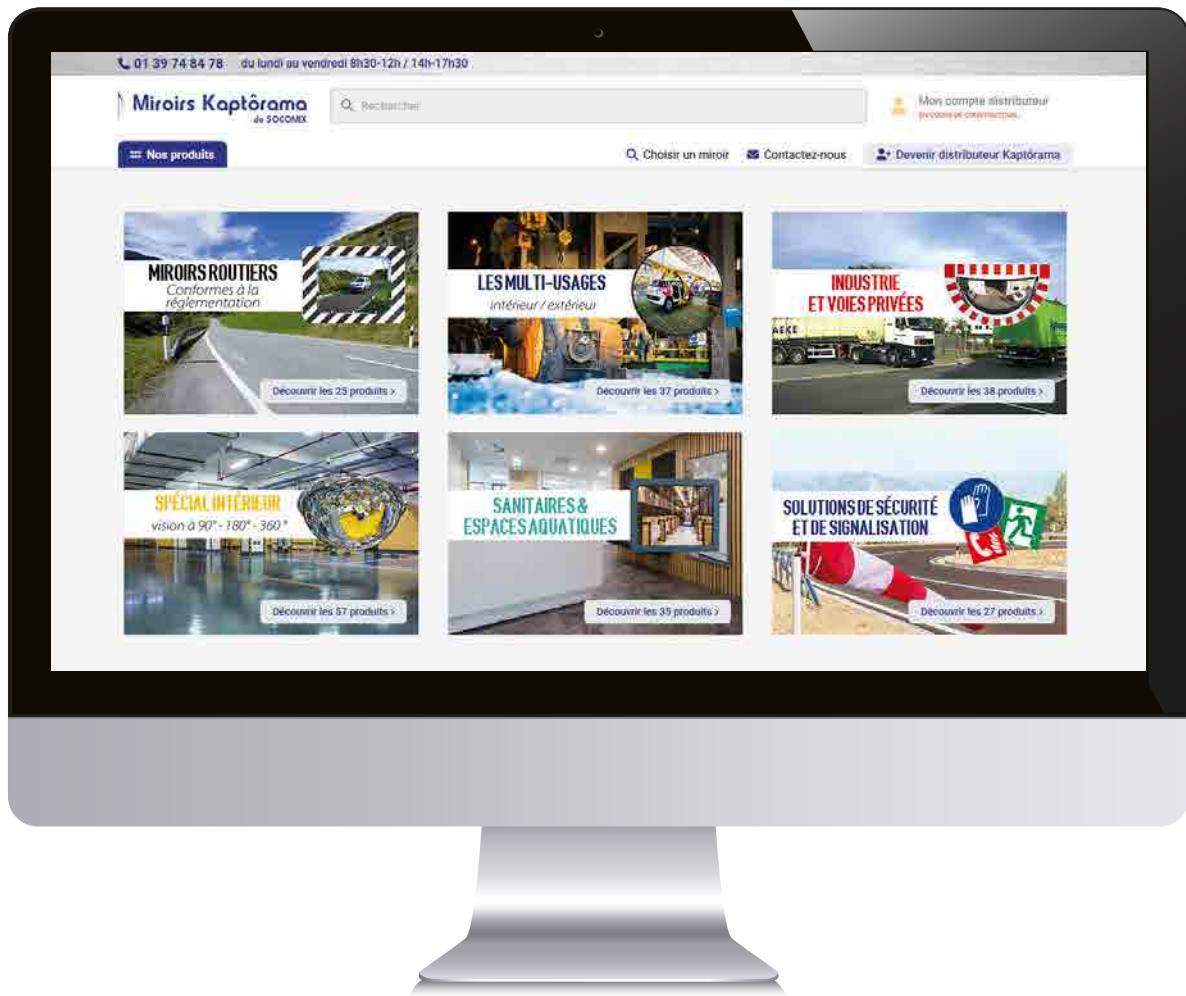 01 39 74 84 78 du lundi au vendredi 8h30-12h / 14h-17h30
Miroirs Kaptôrama
de SOCOMIX
Rechercher
Mon compte distributeur
Nos produits
Choisir un miroir
Contactez-nous
Devenir distributeur Kaptôrama
MIROIRS ROUTIERS
Conformes à la
réglementation
Découvrir les 25 produits >
LES MULTI-USAGES
intérieur / extérieur
Découvrir les 37 produits >
INDUSTRIE
ET VOIES PRIVÉES
Découvrir les 38 produits >
SPÉCIAL INTÉRIEUR
vision à 90° - 180° - 360°
Découvrir les 57 produits >
SANITAIRES &
ESPACES AQUATIQUES
Découvrir les 35 produits >
SOLUTIONS DE SÉCURITÉ
ET DE SIGNALISATION
Découvrir les 27 produits >